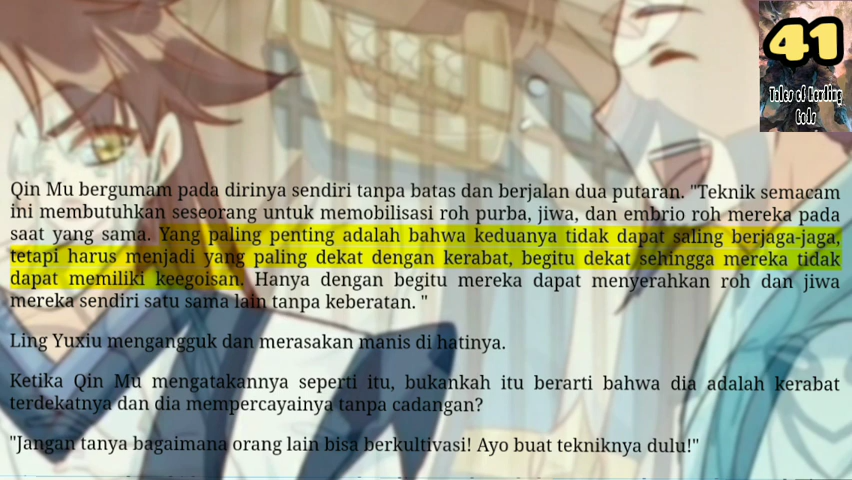 41
Tales of Herding
Gods
Qin Mu bergumam pada dirinya sendiri tanpa batas dan berjalan dua putaran. "Teknik semacam
ini membutuhkan seseorang untuk memobilisasi roh purba, jiwa, dan embrio roh mereka pada
saat yang sama. Yang paling penting adalah bahwa keduanya tidak dapat saling berjaga-jaga,
tetapi harus menjadi yang paling dekat dengan kerabat, begitu dekat sehingga mereka tidak
dapat memiliki keegoisan. Hanya dengan begitu mereka dapat menyerahkan roh dan jiwa
mereka sendiri satu sama lain tanpa keberatan. "
Ling Yuxiu mengangguk dan merasakan manis di hatinya.
Ketika Qin Mu mengatakannya seperti itu, bukankah itu berarti bahwa dia adalah kerabat
terdekatnya dan dia mempercayainya tanpa cadangan?
"Jangan tanya bagaimana orang lain bisa berkultivasi! Ayo buat tekniknya dulu!"